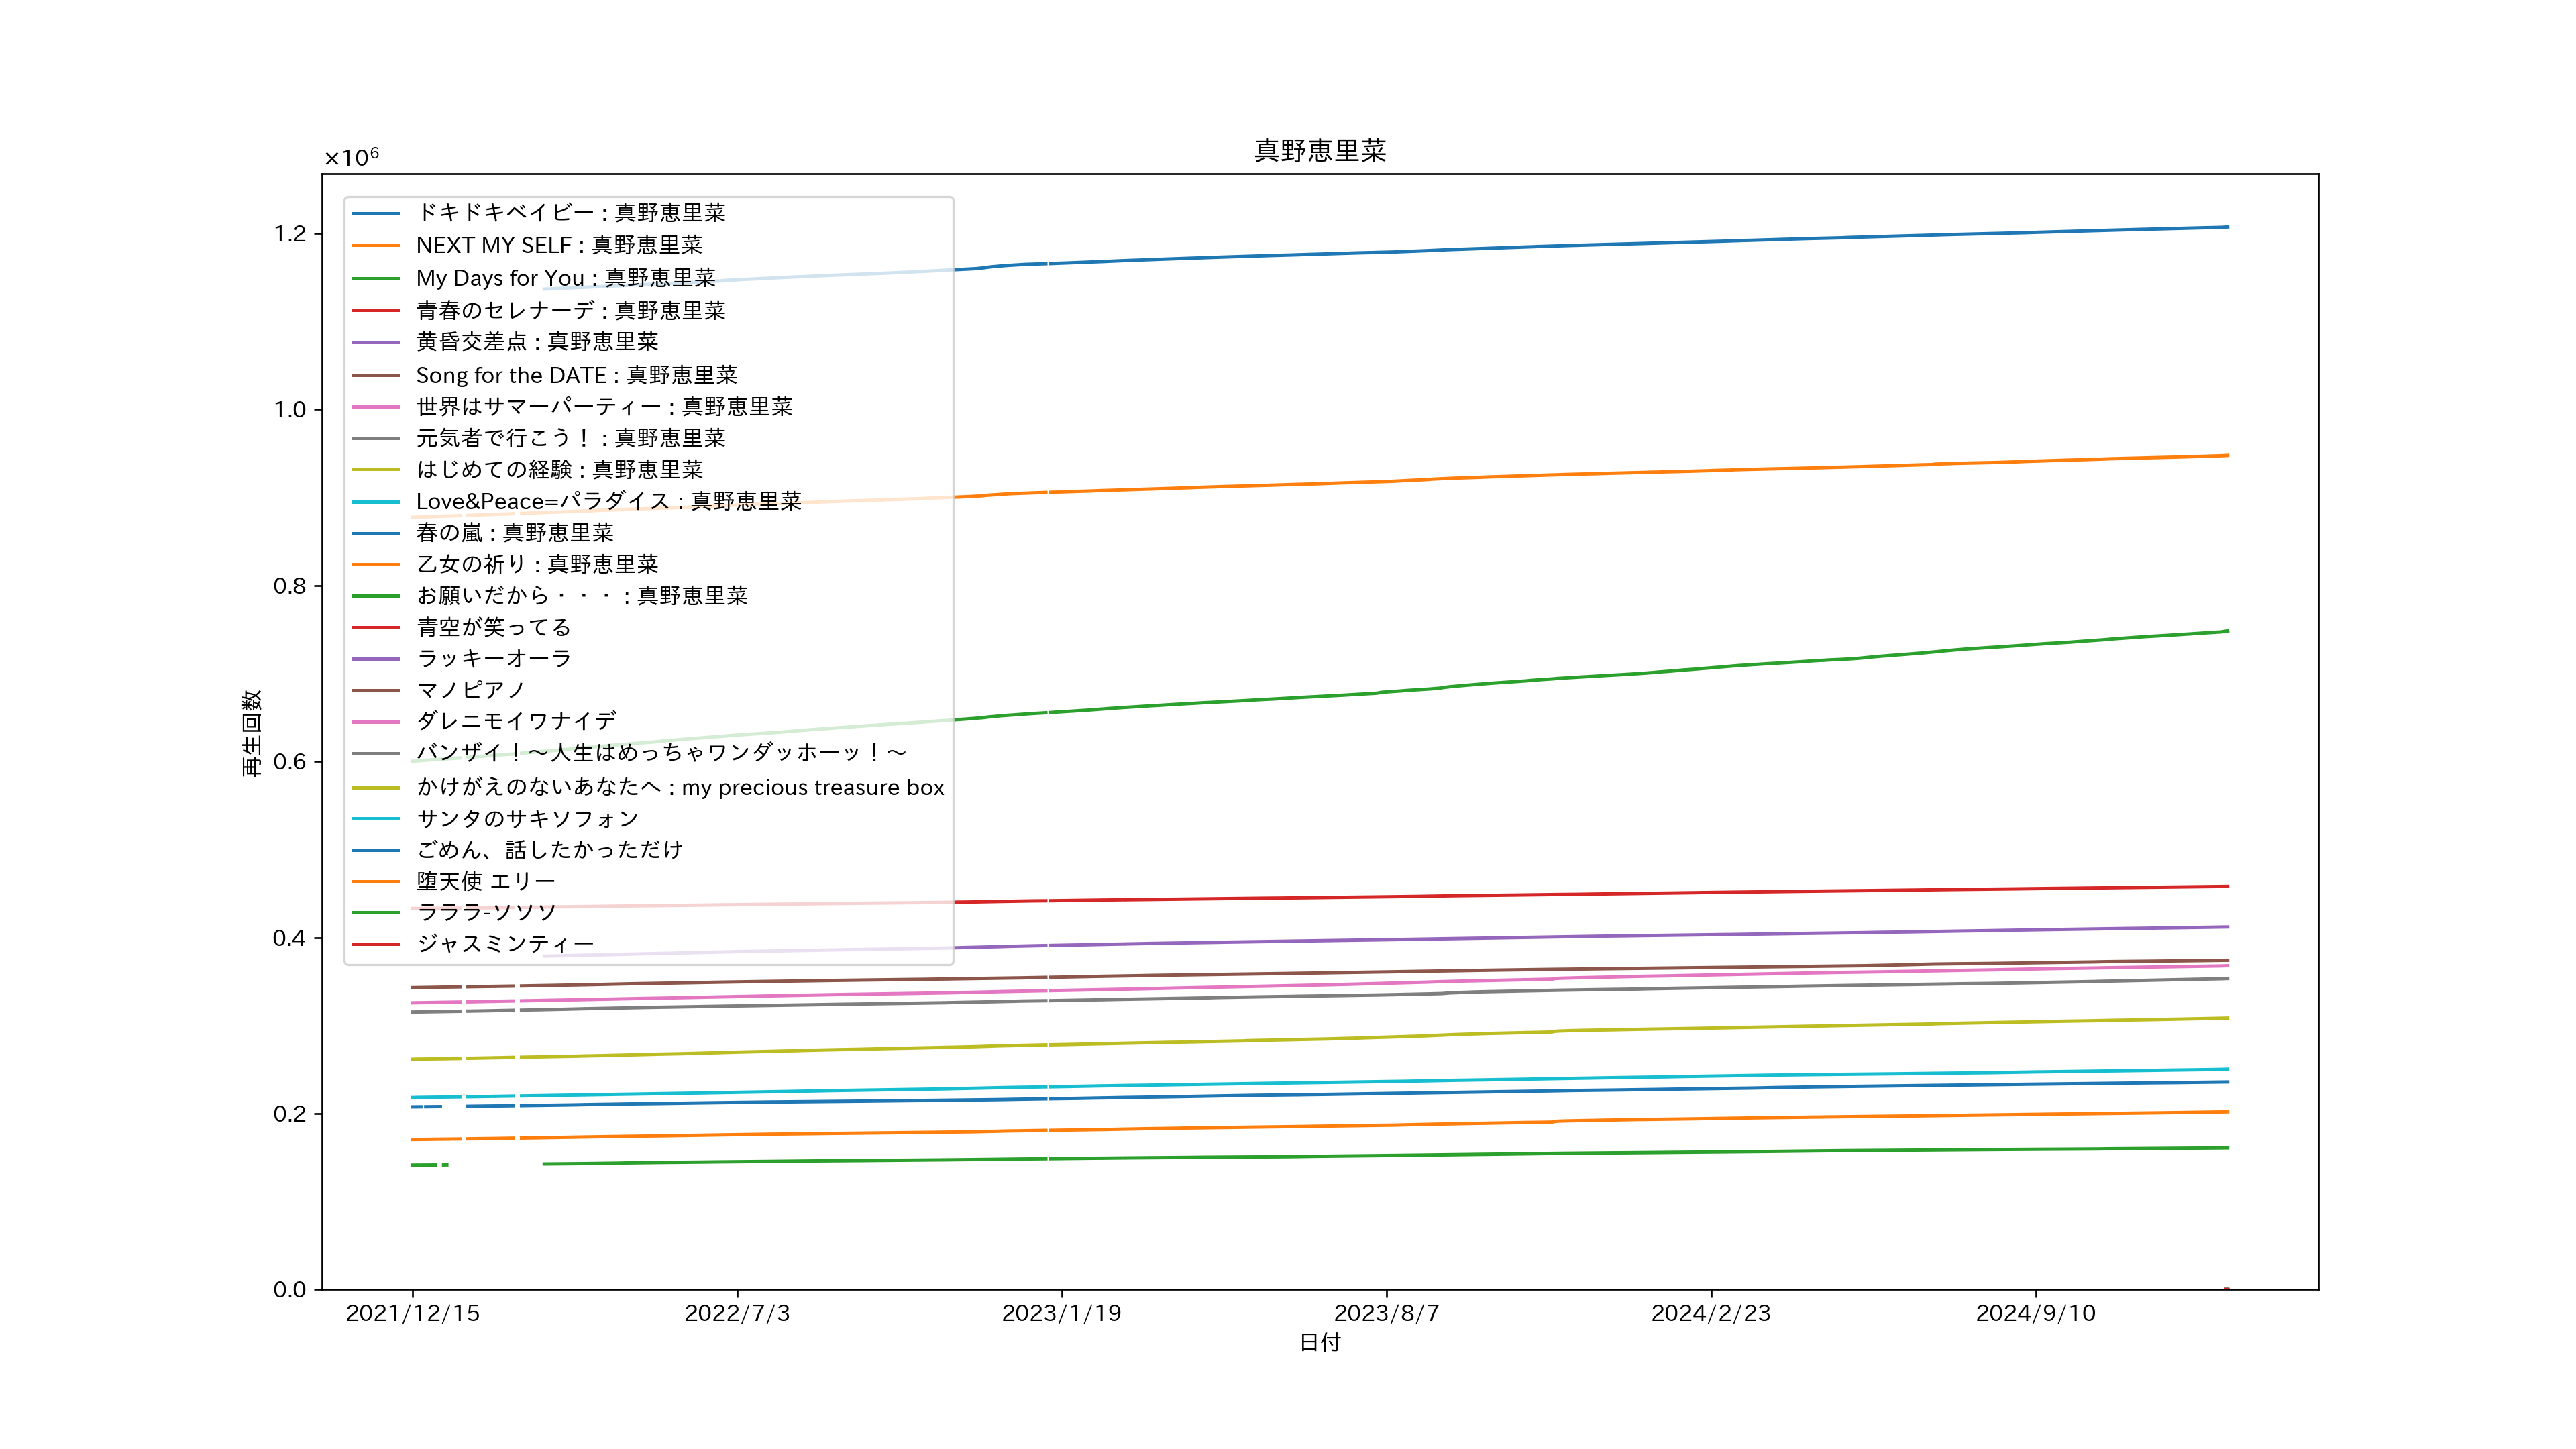 真野恵里菜
×10⁶
1.2
1.0
0.8
0.6
0.4
0.2
0.0
再生回数
ドキドキベイビー : 真野恵里菜
NEXT MY SELF : 真野恵里菜
My Days for You : 真野恵里菜
青春のセレナーデ : 真野恵里菜
黄昏交差点 : 真野恵里菜
Song for the DATE : 真野恵里菜
世界はサマーパーティー : 真野恵里菜
元気者で行こう！ : 真野恵里菜
はじめての経験 : 真野恵里菜
Love&Peace=パラダイス : 真野恵里菜
春の嵐 : 真野恵里菜
乙女の祈り : 真野恵里菜
お願いだから・・・ : 真野恵里菜
青空が笑ってる
ラッキーオーラ
マノピアノ
ダレニモイワナイデ
バンザイ！～人生はめっちゃワンダッホーッ！～
かけがえのないあなたへ : my precious treasure box
サンタのサキソフォン
ごめん、話したかっただけ
堕天使 エリー
ラララ-ソソソ
ジャスミンティー
2021/12/15
2022/7/3
2023/1/19
2023/8/7
2024/2/23
2024/9/10
日付